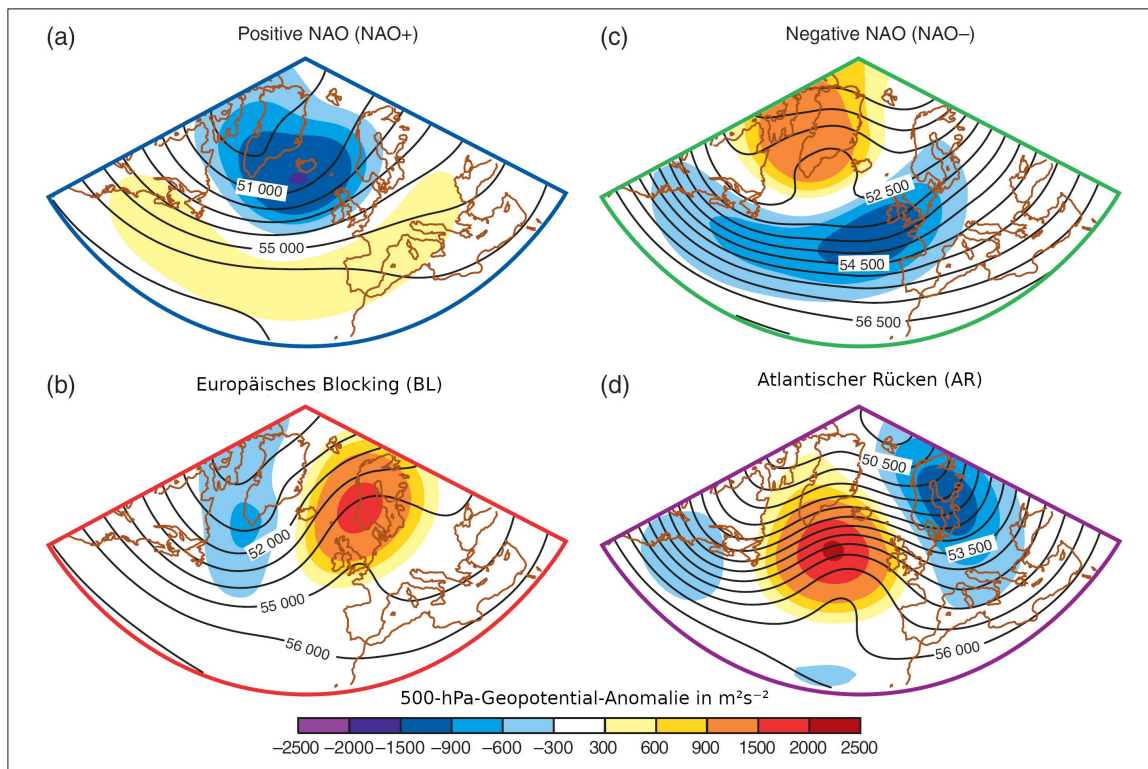 (a)
Positive NAO (NAO+)
51 000
55 000
(c)
Negative NAO (NAO−)
52 500
54 500
56 500
(b)
Europäisches Blocking (BL)
52 000
55 000
56 000
(d)
Atlantischer Rücken (AR)
50 500
53 500
56 000
500-hPa-Geopotential-Anomalie in m²s⁻²
−2500 −2000 −1500 −900 −600 −300 300 600 900 1500 2000 2500